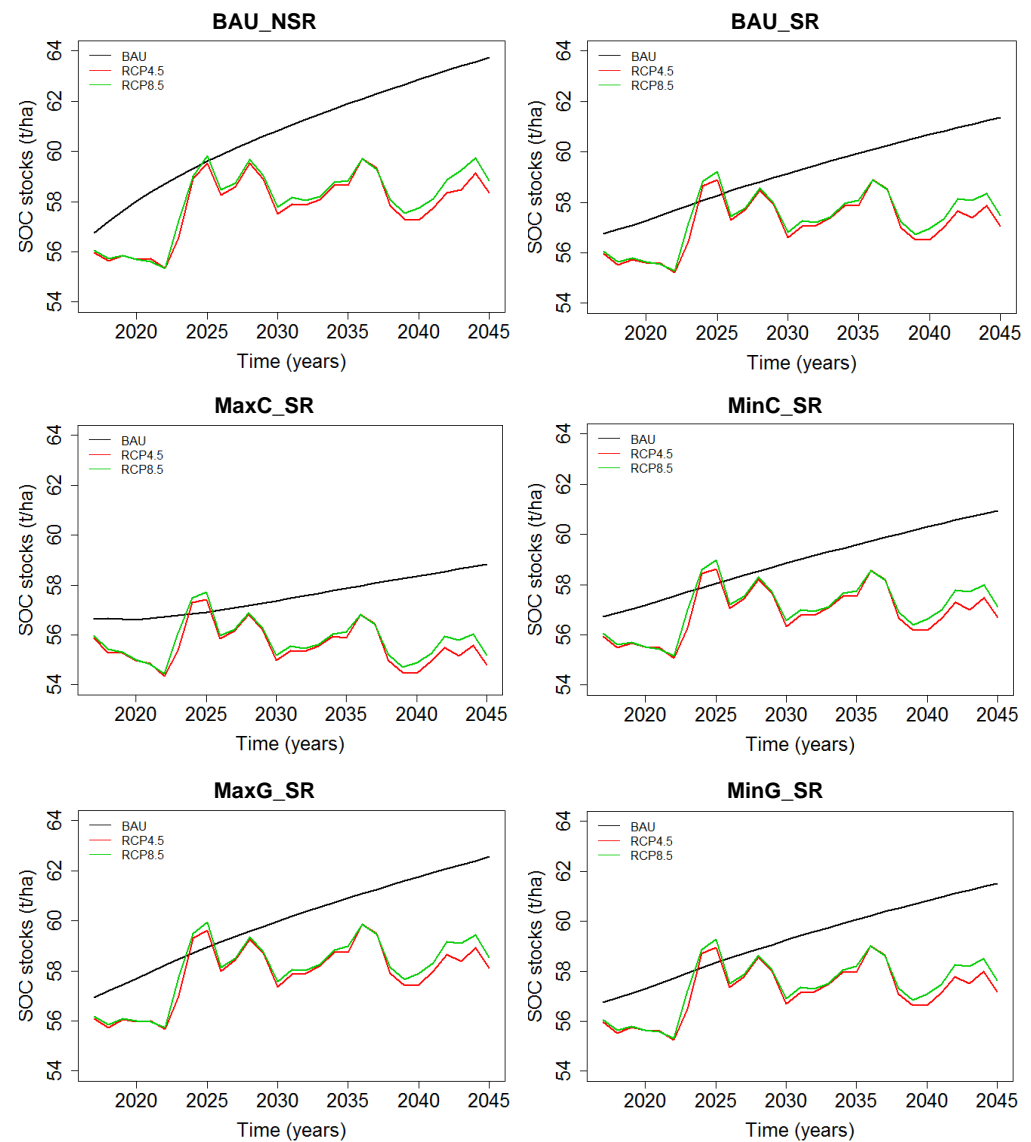 BAU_NSR
64
62
60
58
56
54
SOC stocks (t/ha)
BAU
RCP4.5
RCP8.5
2020 2025 2030 2035 2040 2045
Time (years)
BAU_SR
64
62
60
58
56
54
SOC stocks (t/ha)
BAU
RCP4.5
RCP8.5
2020 2025 2030 2035 2040 2045
Time (years)
MaxC_SR
64
62
60
58
56
54
SOC stocks (t/ha)
BAU
RCP4.5
RCP8.5
2020 2025 2030 2035 2040 2045
Time (years)
MinC_SR
64
62
60
58
56
54
SOC stocks (t/ha)
BAU
RCP4.5
RCP8.5
2020 2025 2030 2035 2040 2045
Time (years)
MaxG_SR
64
62
60
58
56
54
SOC stocks (t/ha)
BAU
RCP4.5
RCP8.5
2020 2025 2030 2035 2040 2045
Time (years)
MinG_SR
64
62
60
58
56
54
SOC stocks (t/ha)
BAU
RCP4.5
RCP8.5
2020 2025 2030 2035 2040 2045
Time (years)